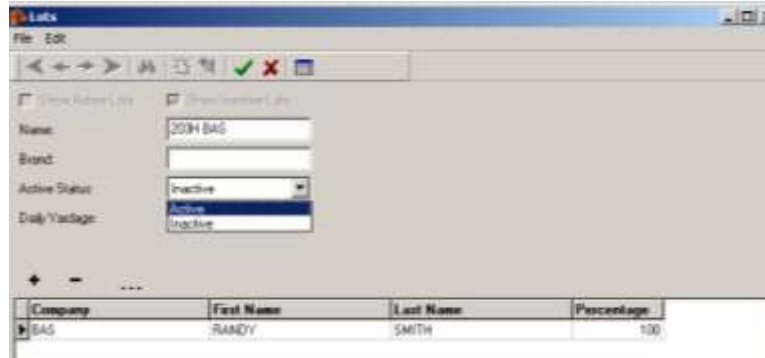 Lots
File Edit
Show Active Lots Show Inactive Lots
Name: 203H BAS
Brand:
Active Status: Inactive
Active
Daily Yardage:
Inactive
+ - ...
Company First Name Last Name Percentage
BAS RANDY SMITH 100